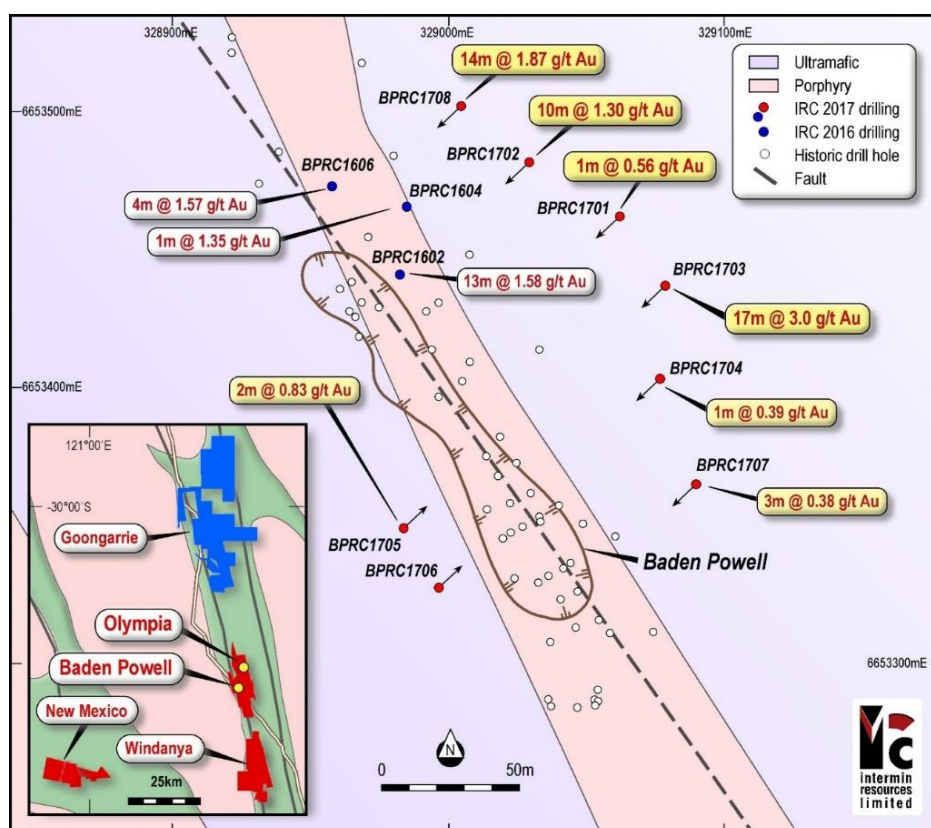 328900mE
329000mE
329100mE
6653500mE
6653400mE
6653300mE
14m @ 1.87 g/t Au
BPRC1708
10m @ 1.30 g/t Au
BPRC1702
1m @ 0.56 g/t Au
BPRC1701
Ultramafic
Porphyry
IRC 2017 drilling
IRC 2016 drilling
Historic drill hole
Fault
BPRC1606
4m @ 1.57 g/t Au
BPRC1604
1m @ 1.35 g/t Au
BPRC1602
13m @ 1.58 g/t Au
BPRC1703
17m @ 3.0 g/t Au
BPRC1704
1m @ 0.39 g/t Au
2m @ 0.83 g/t Au
BPRC1707
3m @ 0.38 g/t Au
BPRC1705
BPRC1706
Baden Powell
121°00'E
-30°00'S
Goongarrie
Olympia
Baden Powell
New Mexico
Windanya
25km
N
0
50m
intermin
resources
limited